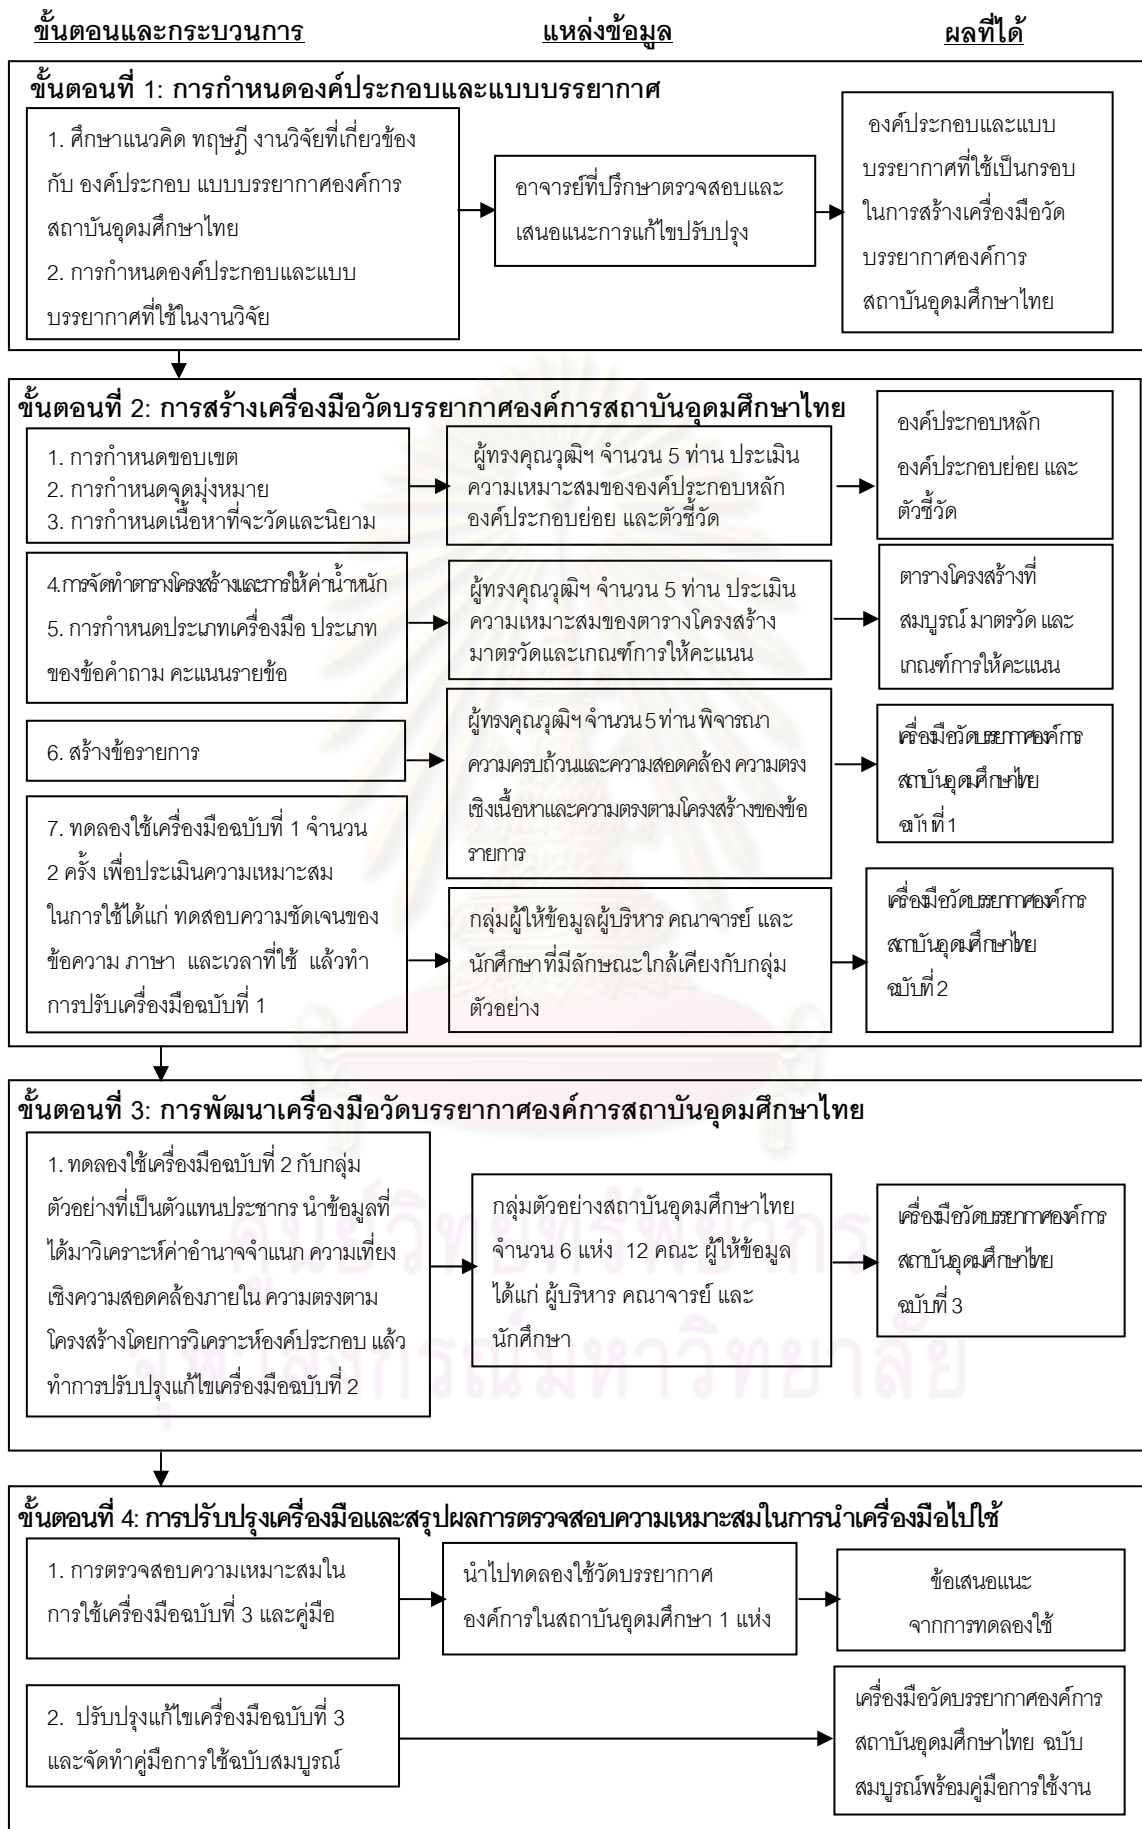 ขั้นตอนและกระบวนการ
แหล่งข้อมูล
ผลที่ได้
ขั้นตอนที่ 1: การกำหนดองค์ประกอบและแบบบรรยากาศ
1. ศึกษาแนวคิด ทฤษฎี งานวิจัยที่เกี่ยวข้อง
กับ องค์ประกอบ แบบบรรยากาศองค์การ
สถาบันอุดมศึกษาไทย
2. การกำหนดองค์ประกอบและแบบ
บรรยากาศที่ใช้ในงานวิจัย
อาจารย์ที่ปรึกษาตรวจสอบและ
เสนอแนะการแก้ไขปรับปรุง
องค์ประกอบและแบบ
บรรยากาศที่ใช้เป็นกรอบ
ในการสร้างเครื่องมือวัด
บรรยากาศองค์การ
สถาบันอุดมศึกษาไทย
ขั้นตอนที่ 2: การสร้างเครื่องมือวัดบรรยากาศองค์การสถาบันอุดมศึกษาไทย
1. การกำหนดขอบเขต
2. การกำหนดจุดมุ่งหมาย
3. การกำหนดเนื้อหาที่จะวัดและนิยาม
ผู้ทรงคุณวุฒิฯ จำนวน 5 ท่าน ประเมิน
ความเหมาะสมขององค์ประกอบหลัก
องค์ประกอบย่อย และตัวชี้วัด
องค์ประกอบหลัก
องค์ประกอบย่อย และ
ตัวชี้วัด
4.การจัดทำตารางโครงสร้างและการให้ค่าน้ำหนัก
5. การกำหนดประเภทเครื่องมือ ประเภท
ของข้อคำถาม คะแนนรายข้อ
ผู้ทรงคุณวุฒิฯ จำนวน 5 ท่าน ประเมิน
ความเหมาะสมของตารางโครงสร้าง
มาตรวัดและเกณฑ์การให้คะแนน
ตารางโครงสร้างที่
สมบูรณ์ มาตรวัด และ
เกณฑ์การให้คะแนน
6. สร้างข้อรายการ
ผู้ทรงคุณวุฒิฯ จำนวน 5 ท่าน พิจารณา
ความครบถ้วนและความสอดคล้อง ความตรง
เชิงเนื้อหาและความตรงตามโครงสร้างของข้อ
รายการ
เครื่องมือวัดบรรยากาศองค์การ
สถาบันอุดมศึกษาไทย
ฉบับที่ 1
7. ทดลองใช้เครื่องมือฉบับที่ 1 จำนวน
2 ครั้ง เพื่อประเมินความเหมาะสม
ในการใช้ได้แก่ ทดสอบความชัดเจนของ
ข้อความ ภาษา และเวลาที่ใช้ แล้วทำ
การปรับเครื่องมือฉบับที่ 1
กลุ่มผู้ให้ข้อมูลผู้บริหาร คณาจารย์ และ
นักศึกษาที่มีลักษณะใกล้เคียงกับกลุ่ม
ตัวอย่าง
เครื่องมือวัดบรรยากาศองค์การ
สถาบันอุดมศึกษาไทย
ฉบับที่ 2
ขั้นตอนที่ 3: การพัฒนาเครื่องมือวัดบรรยากาศองค์การสถาบันอุดมศึกษาไทย
1. ทดลองใช้เครื่องมือฉบับที่ 2 กับกลุ่ม
ตัวอย่างที่เป็นตัวแทนประชากร นำข้อมูลที่
ได้มาวิเคราะห์ค่าอำนาจจำแนก ความเที่ยง
เชิงความสอดคล้องภายใน ความตรงตาม
โครงสร้างโดยการวิเคราะห์องค์ประกอบ แล้ว
ทำการปรับปรุงแก้ไขเครื่องมือฉบับที่ 2
กลุ่มตัวอย่างสถาบันอุดมศึกษาไทย
จำนวน 6 แห่ง 12 คณะ ผู้ให้ข้อมูล
ได้แก่ ผู้บริหาร คณาจารย์ และ
นักศึกษา
เครื่องมือวัดบรรยากาศองค์การ
สถาบันอุดมศึกษาไทย
ฉบับที่ 3
ศูนย์วิทยทรัพยากร
จุฬาลงกรณ์มหาวิทยาลัย
ขั้นตอนที่ 4: การปรับปรุงเครื่องมือและสรุปผลการตรวจสอบความเหมาะสมในการนำเครื่องมือไปใช้
1. การตรวจสอบความเหมาะสมใน
การใช้เครื่องมือฉบับที่ 3 และคู่มือ
นำไปทดลองใช้วัดบรรยากาศ
องค์การในสถาบันอุดมศึกษา 1 แห่ง
ข้อเสนอแนะ
จากการทดลองใช้
2. ปรับปรุงแก้ไขเครื่องมือฉบับที่ 3
และจัดทำคู่มือการใช้ฉบับสมบูรณ์
เครื่องมือวัดบรรยากาศองค์การ
สถาบันอุดมศึกษาไทย ฉบับ
สมบูรณ์พร้อมคู่มือการใช้งาน